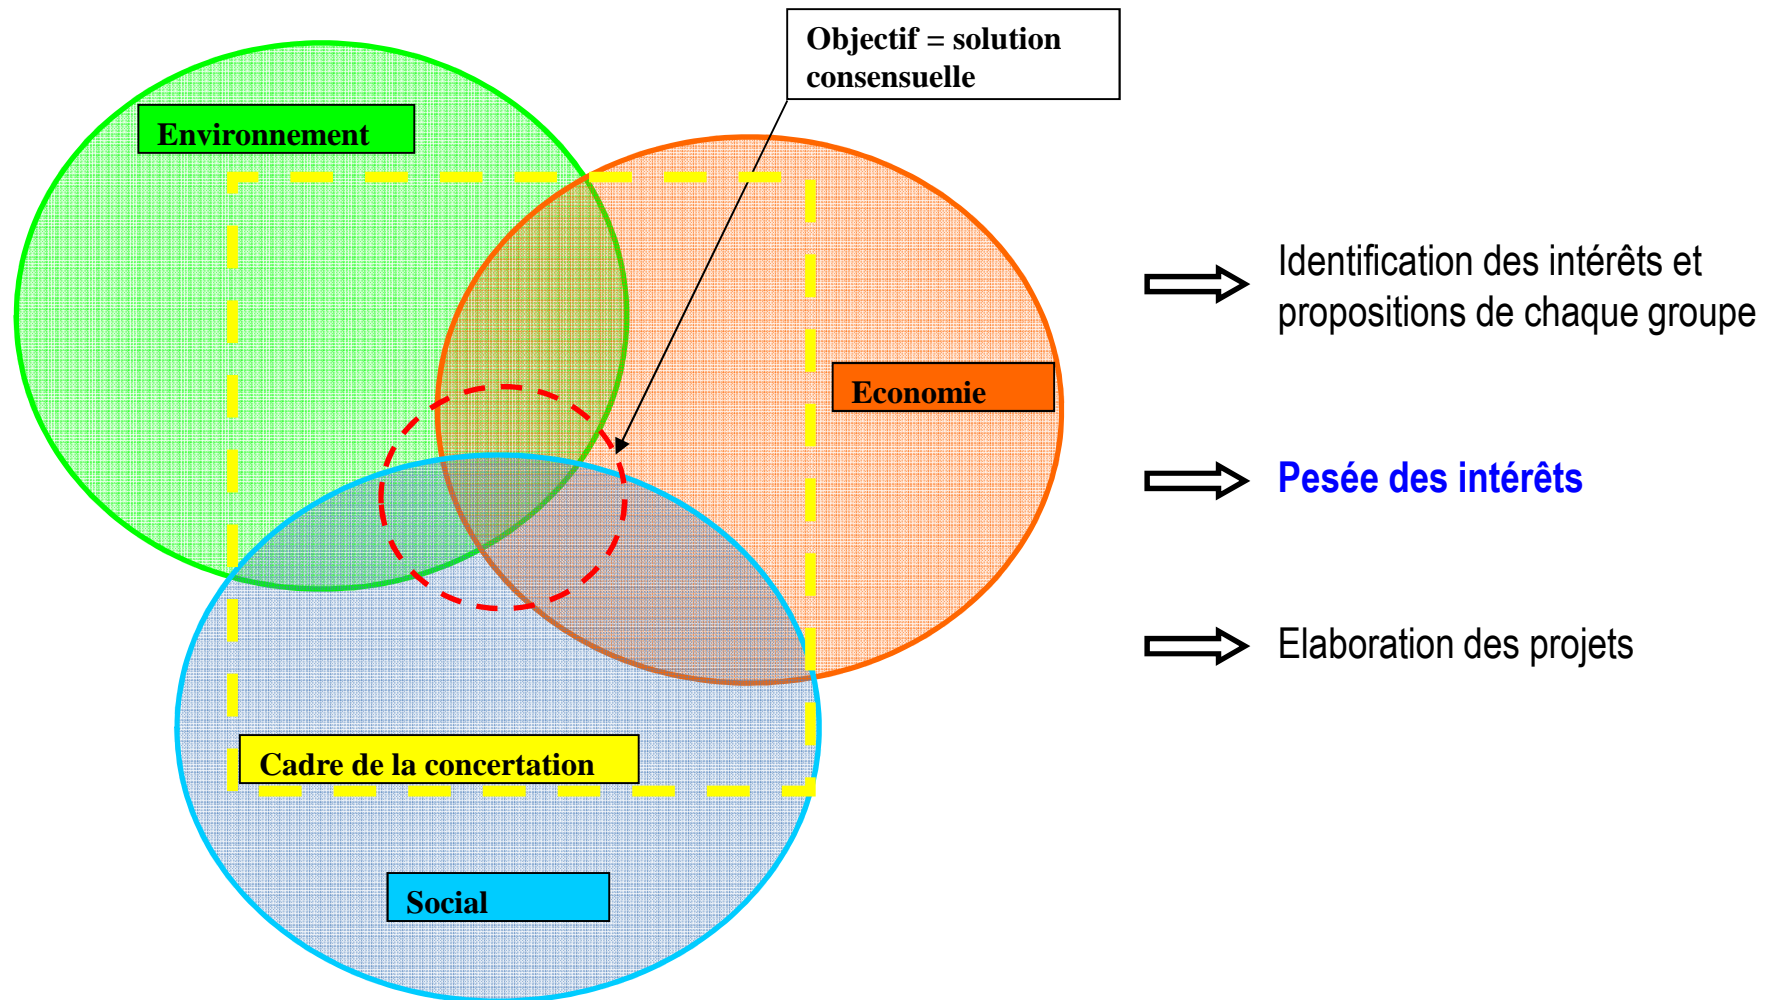 Objectif = solution
consensuelle
Environnement
Economie
Cadre de la concertation
Social
Identification des intérêts et
propositions de chaque groupe
Pesée des intérêts
Elaboration des projets